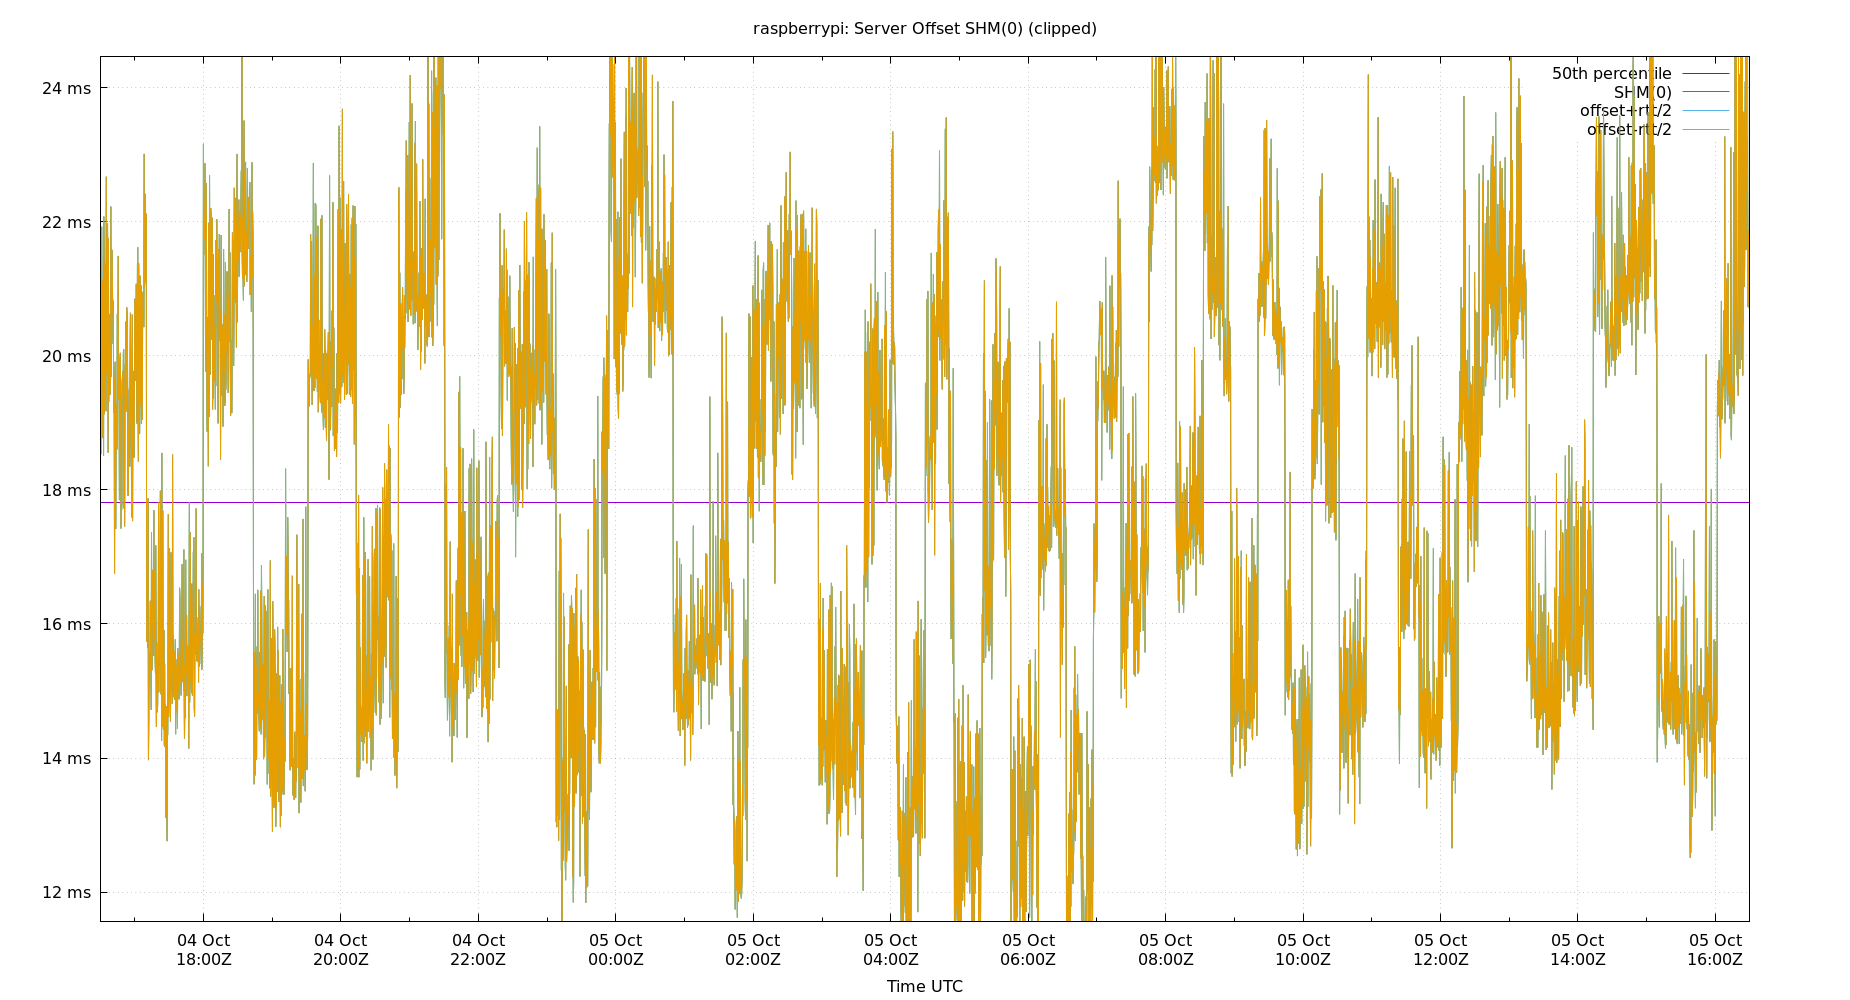 raspberrypi: Server Offset SHM(0) (clipped)
50th percentile
SHM(0)
offset+rtt/2
offset-rtt/2
24 ms
22 ms
20 ms
18 ms
16 ms
14 ms
12 ms
04 Oct 04 Oct 04 Oct 05 Oct 05 Oct 05 Oct 05 Oct 05 Oct 05 Oct 05 Oct 05 Oct 05 Oct
18:00Z 20:00Z 22:00Z 00:00Z 02:00Z 04:00Z 06:00Z 08:00Z 10:00Z 12:00Z 14:00Z 16:00Z
Time UTC